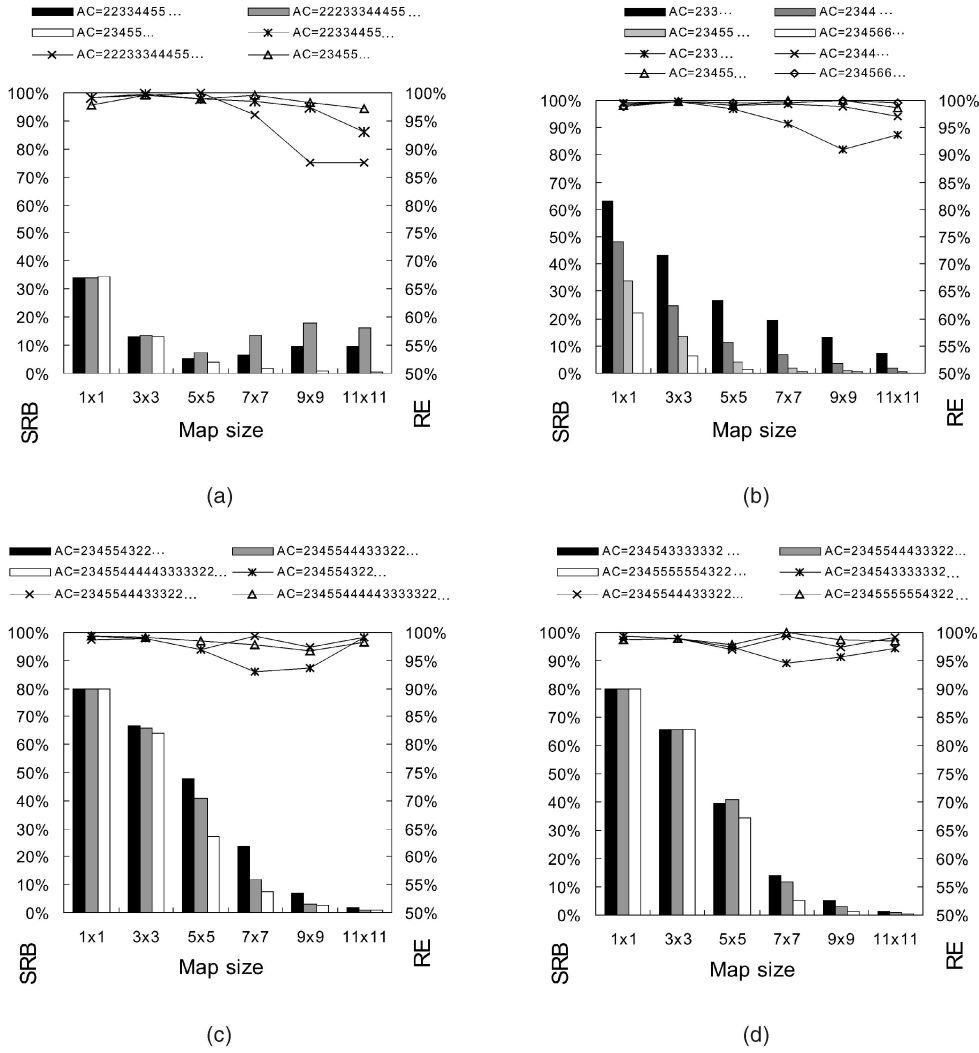 AC=22334455... AC=22233344455...
AC=23455... AC=22334455...
AC=22233344455... AC=23455...
100% 100%
90% 95%
80% 90%
70% 85%
60% 80%
50% 75%
40% 70%
30% 65%
20% 60%
10% 55%
0% 50%
1x1 3x3 5x5 7x7 9x9 11x11
SRB Map size RE
(a)
AC=233... AC=2344 ...
AC=23455 ... AC=234566...
AC=233... AC=2344...
AC=23455... AC=234566...
100% 100%
90% 95%
80% 90%
70% 85%
60% 80%
50% 75%
40% 70%
30% 65%
20% 60%
10% 55%
0% 50%
1x1 3x3 5x5 7x7 9x9 11x11
SRB Map size RE
(b)
AC=234554322... AC=2345544433322...
AC=23455444443333322... AC=234554322...
AC=2345544433322... AC=23455444443333322...
100% 100%
90% 95%
80% 90%
70% 85%
60% 80%
50% 75%
40% 70%
30% 65%
20% 60%
10% 55%
0% 50%
1x1 3x3 5x5 7x7 9x9 11x11
SRB Map size RE
(c)
AC=234543333332 ... AC=2345544433322...
AC=2345555554322 ... AC=234543333332...
AC=2345544433322 ... AC=2345555554322...
100% 100%
90% 95%
80% 90%
70% 85%
60% 80%
50% 75%
40% 70%
30% 65%
20% 60%
10% 55%
0% 50%
1x1 3x3 5x5 7x7 9x9 11x11
SRB Map size RE
(d)